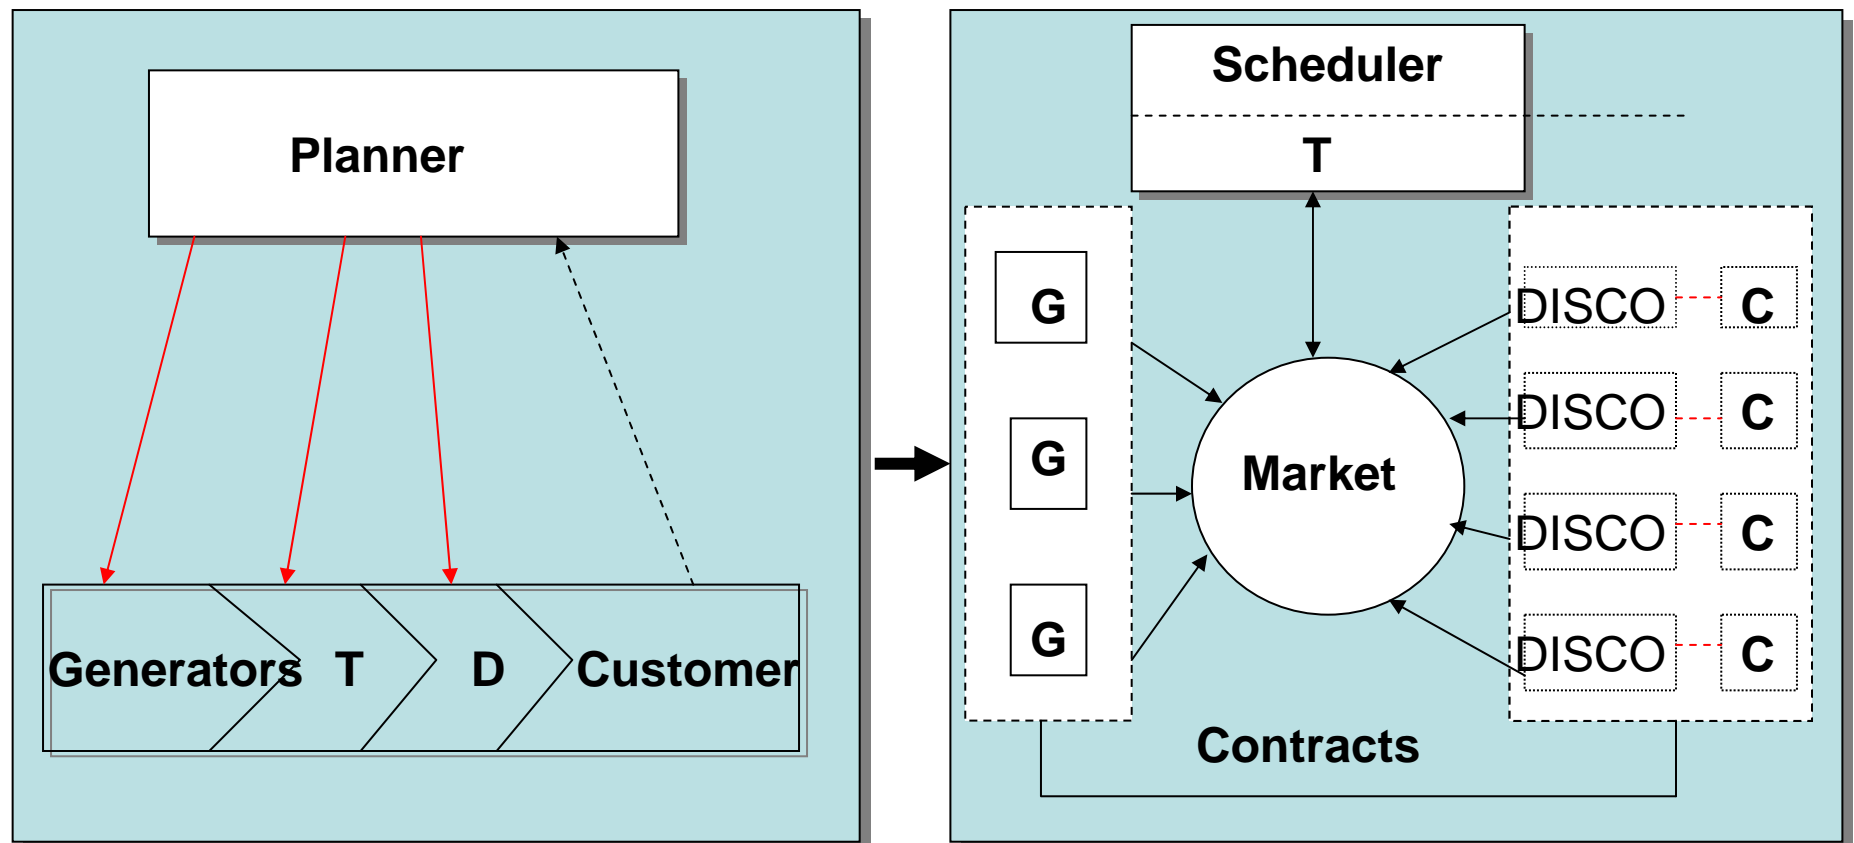 Planner
Generators T D Customer
Scheduler
T
G
G
G
Market
DISCO C
DISCO C
DISCO C
DISCO C
Contracts